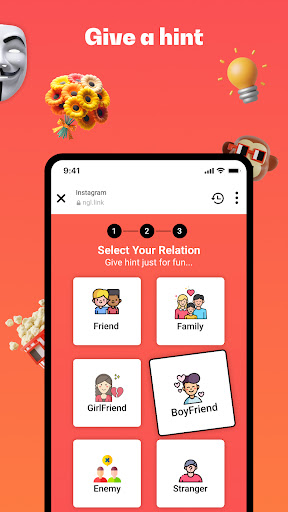 Give a hint
9:41
Instagram
ngl.link
1 2 3
Select Your Relation
Give hint just for fun...
Friend
Family
GirlFriend
BoyFriend
Enemy
Stranger